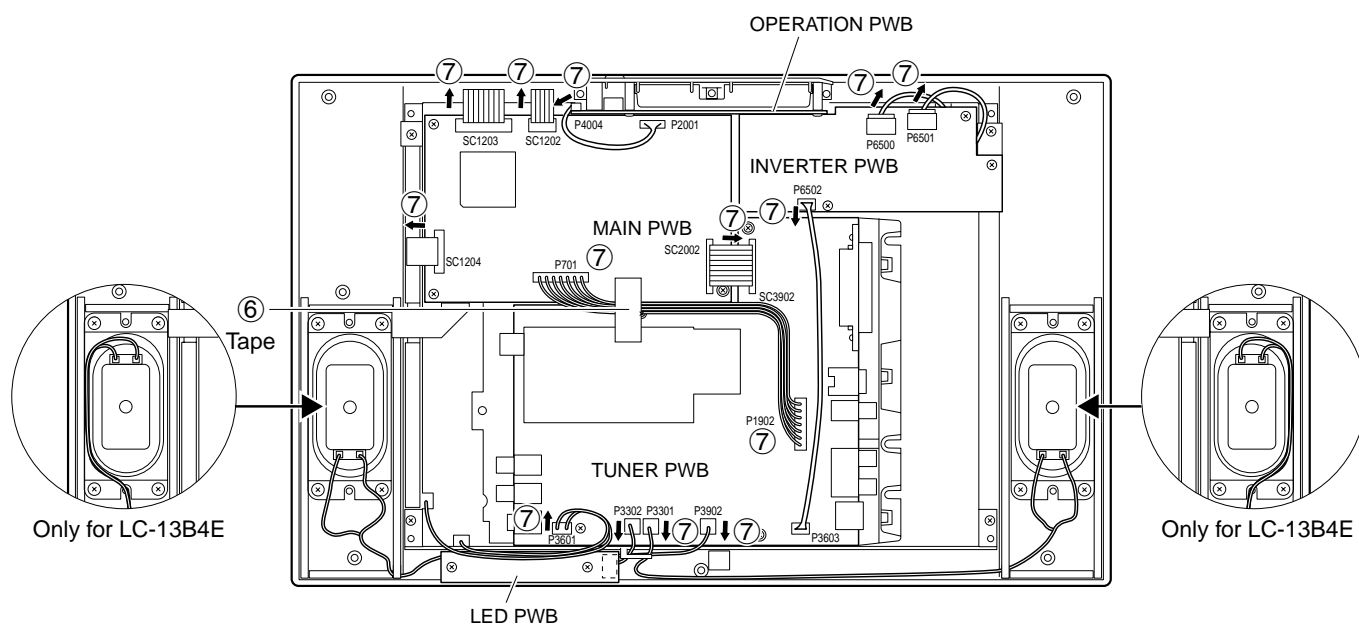 OPERATION PWB
⑦ ⑦ ⑦ ⑦ ⑦
P4004 P2001
SC1203 SC1202
P6500 P6501
INVERTER PWB
P6502
⑦ ⑦ ⑦
MAIN PWB
SC2002
SC1204
P701 ⑦
SC3902
⑥
Tape
P1902
⑦
TUNER PWB
P3302 P3301 P3902
⑦ ⑦ ⑦
P3601 P3603
Only for LC-13B4E
Only for LC-13B4E
LED PWB